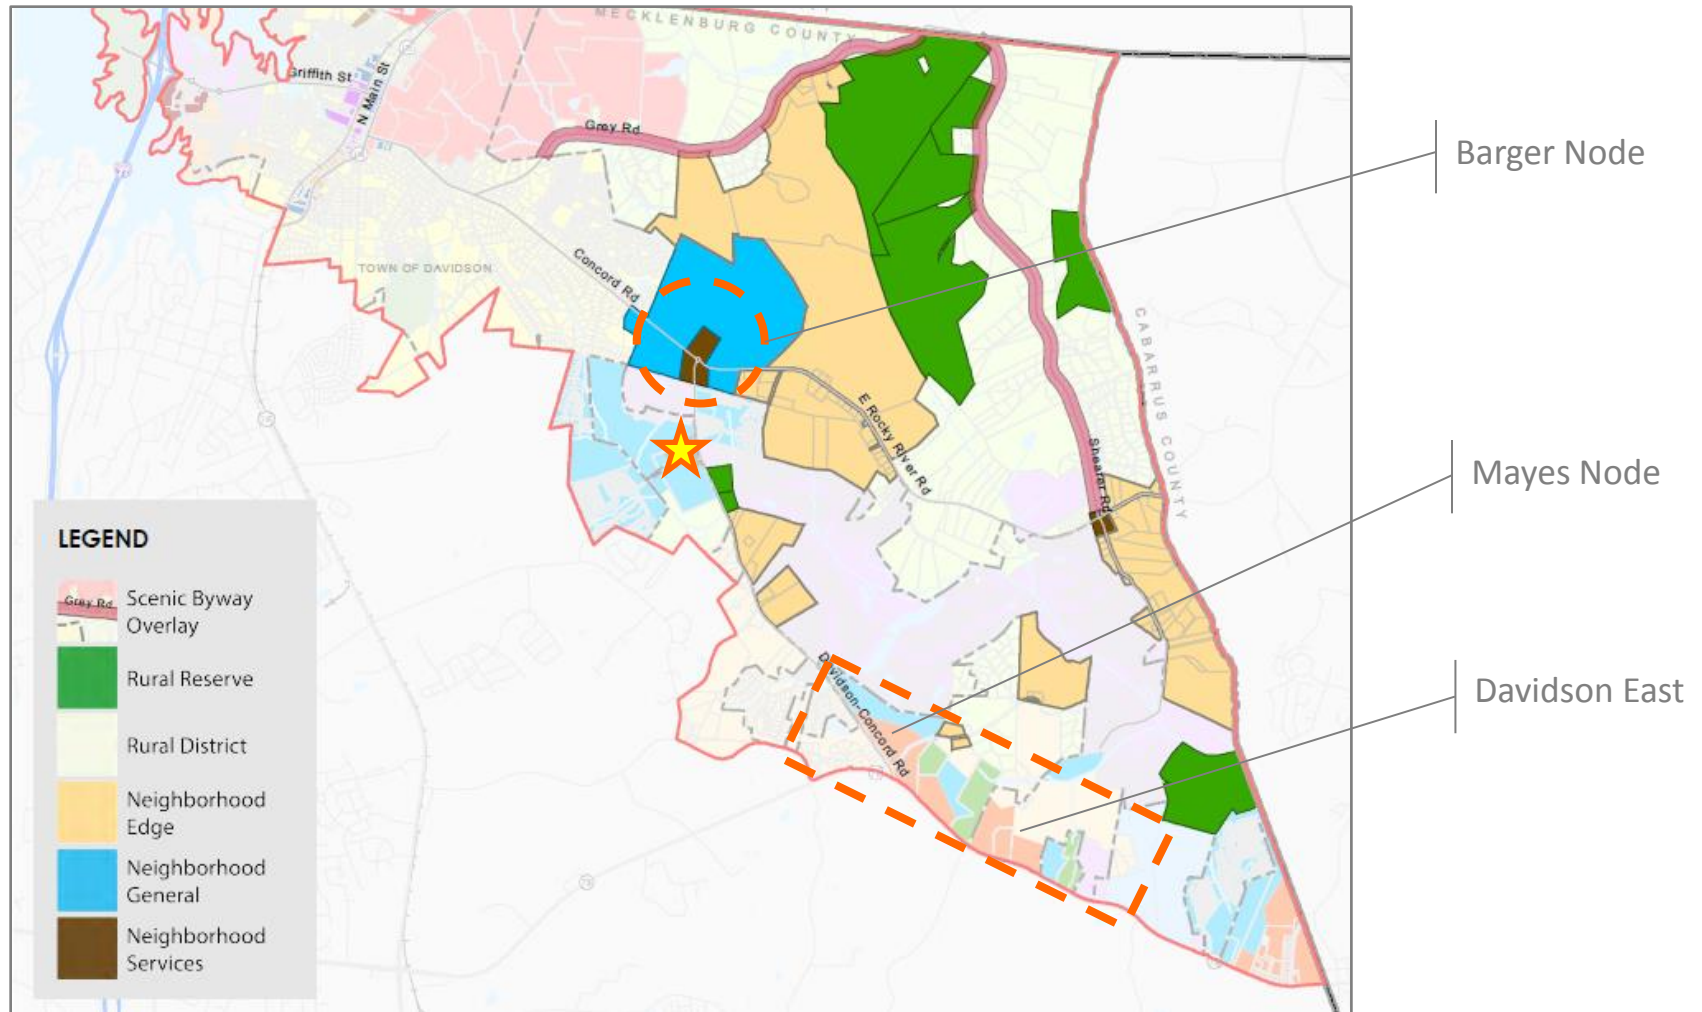 MECKLENBURG COUNTY
Griffith St
N Main St
Grey Rd
Barger Node
Concord Rd
TOWN OF DAVIDSON
CABARRUS COUNTY
E Rocky River Rd
Shearer Rd
Mayes Node
Davidson-Concord Rd
Davidson East
LEGEND
Grey Rd
Scenic Byway
Overlay
Rural Reserve
Rural District
Neighborhood
Edge
Neighborhood
General
Neighborhood
Services
73